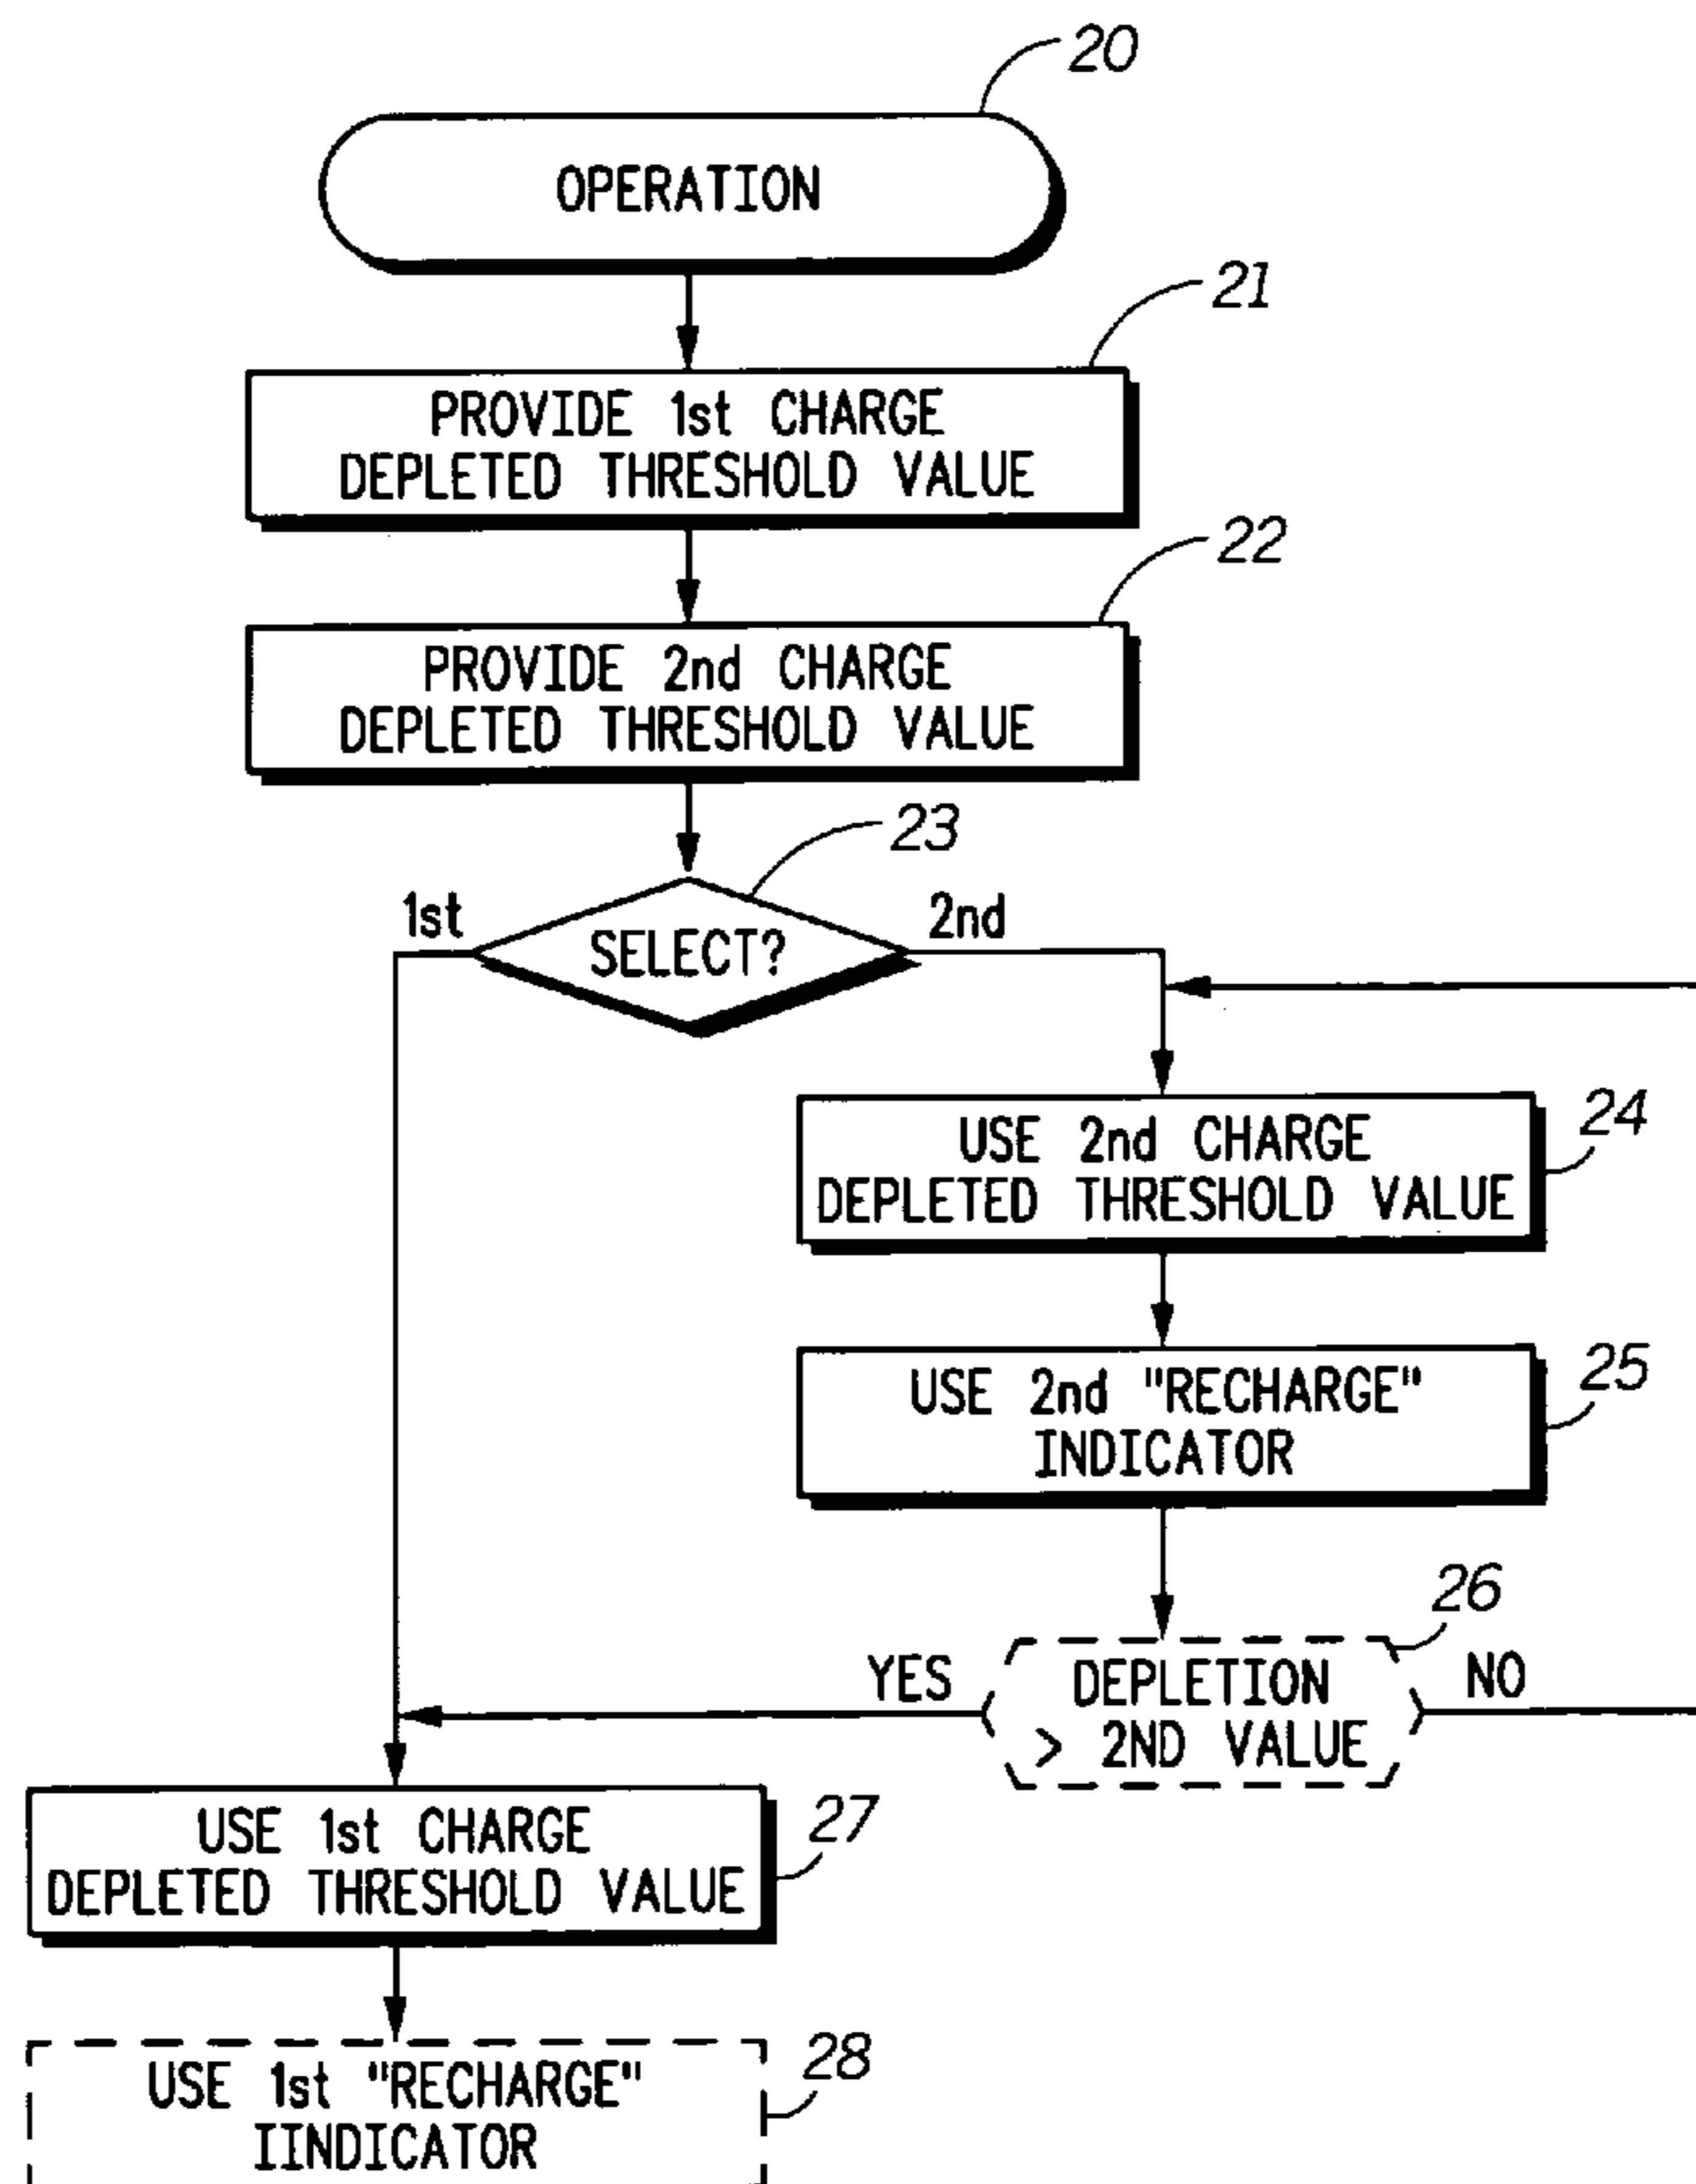 20
OPERATION
21
PROVIDE 1st CHARGE
DEPLETED THRESHOLD VALUE
22
PROVIDE 2nd CHARGE
DEPLETED THRESHOLD VALUE
23
1st
SELECT?
2nd
24
USE 2nd CHARGE
DEPLETED THRESHOLD VALUE
25
USE 2nd "RECHARGE"
INDICATOR
26
YES
DEPLETION
> 2ND VALUE
NO
27
USE 1st CHARGE
DEPLETED THRESHOLD VALUE
28
USE 1st "RECHARGE"
IINDICATOR